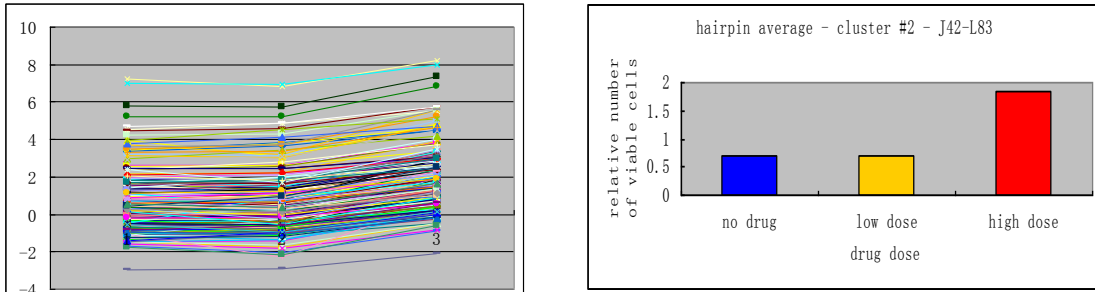 10
8
6
4
2
0
-2
-4
3
hairpin average - cluster #2 - J42-L83
relative number
of viable cells
2
1.5
1
0.5
0
no drug low dose high dose
drug dose